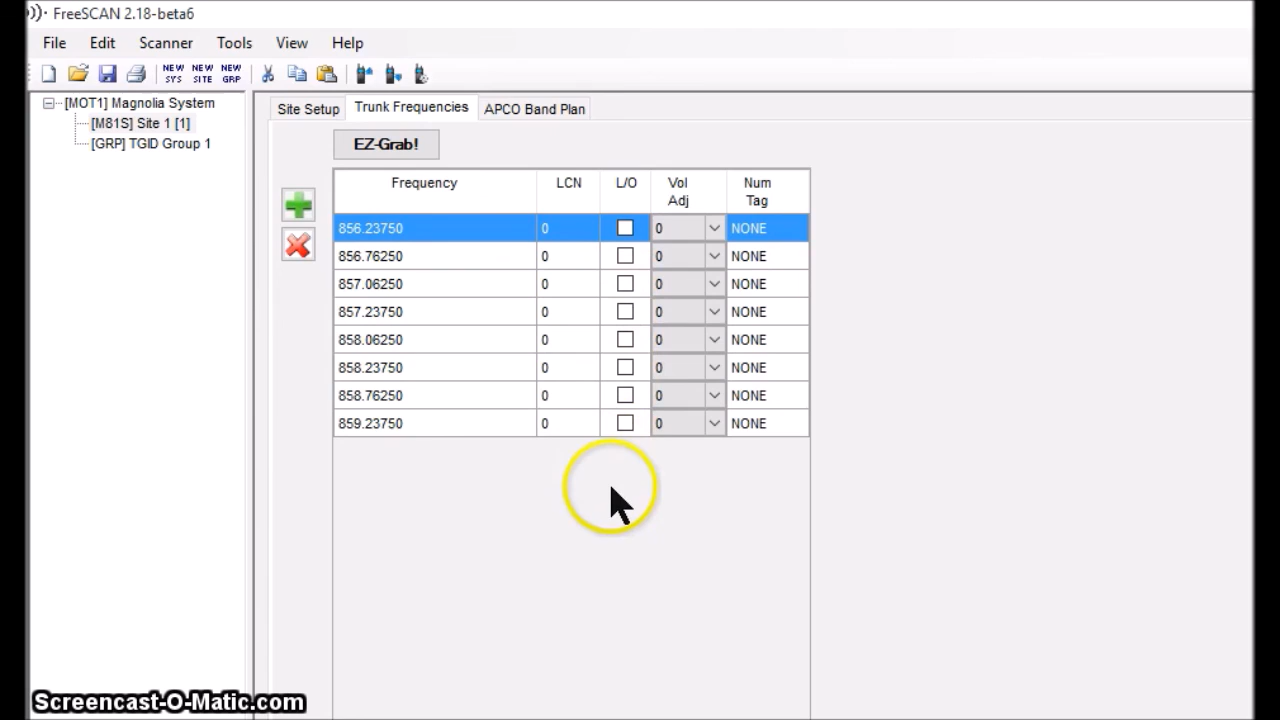 FreeSCAN 2.18-beta6
File Edit Scanner Tools View Help
NEW SYS NEW SITE NEW GRP
[MOT1] Magnolia System
[M81S] Site 1 [1]
[GRP] TGID Group 1
Site Setup Trunk Frequencies APCO Band Plan
EZ-Grab!
Frequency LCN L/O Vol Adj Num Tag
856.23750 0 0 NONE
856.76250 0 0 NONE
857.06250 0 0 NONE
857.23750 0 0 NONE
858.06250 0 0 NONE
858.23750 0 0 NONE
858.76250 0 0 NONE
859.23750 0 0 NONE
Screencast-O-Matic.com